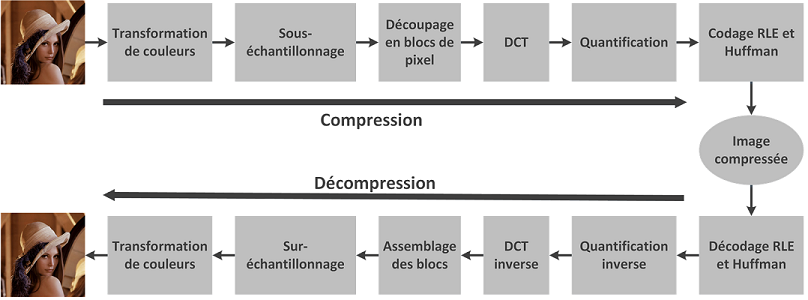 Transformation
de couleurs
Sous-
échantillonnage
Découpage
en blocs de
pixel
DCT
Quantification
Codage RLE et
Huffman
Compression
Image
compressée
Décompression
Transformation
de couleurs
Sur-
échantillonnage
Assemblage
des blocs
DCT
inverse
Quantification
inverse
Décodage RLE
et Huffman